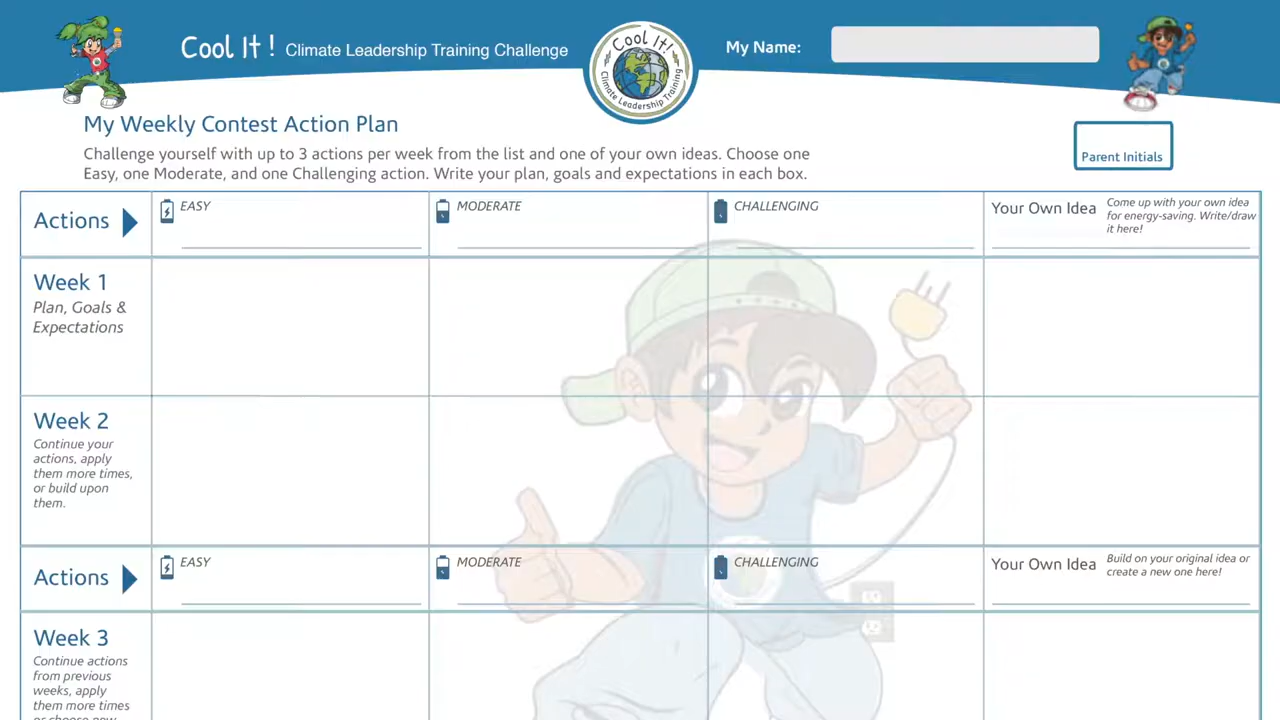 Cool It! Climate Leadership Training Challenge
Cool It!
Climate Leadership Training
My Name:
My Weekly Contest Action Plan
Challenge yourself with up to 3 actions per week from the list and one of your own ideas. Choose one
Easy, one Moderate, and one Challenging action. Write your plan, goals and expectations in each box.
Parent Initials
Actions
EASY
MODERATE
CHALLENGING
Your Own Idea
Come up with your own idea
for energy-saving. Write/draw
it here!
Week 1
Plan, Goals &
Expectations
Week 2
Continue your
actions, apply
them more times,
or build upon
them.
Actions
EASY
MODERATE
CHALLENGING
Your Own Idea
Build on your original idea or
create a new one here!
Week 3
Continue actions
from previous
weeks, apply
them more times
or choose new